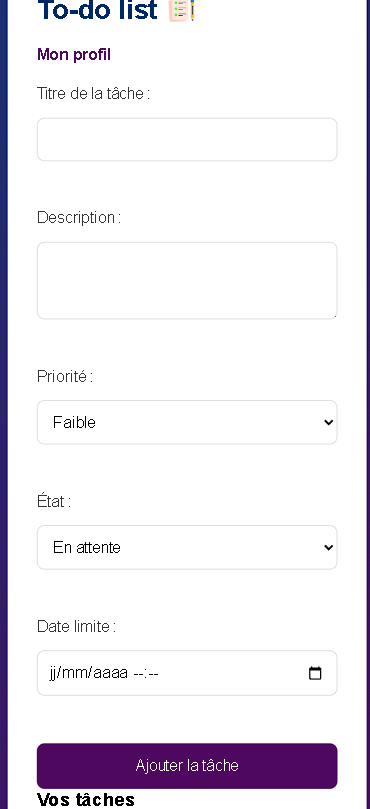 To-do list
Mon profil
Titre de la tâche :
Description :
Priorité :
Faible
État :
En attente
Date limite :
jj/mm/aaaa --:--
Ajouter la tâche
Vos tâches